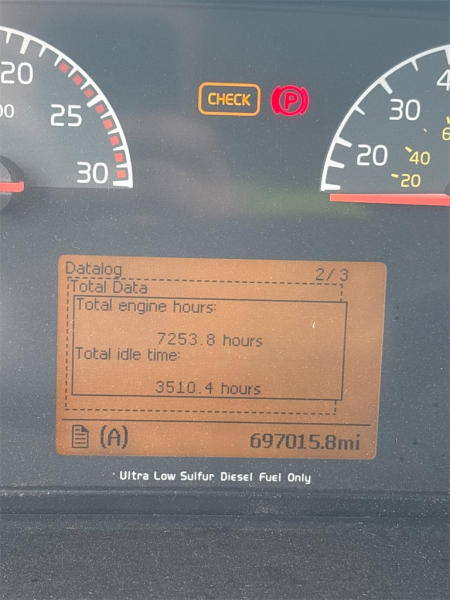 20
25
30
00
CHECK
P
30
20
40
20
Datalog 2/3
Total Data
Total engine hours:
7253.8 hours
Total idle time:
3510.4 hours
(A) 697015.8mi
Ultra Low Sulfur Diesel Fuel Only